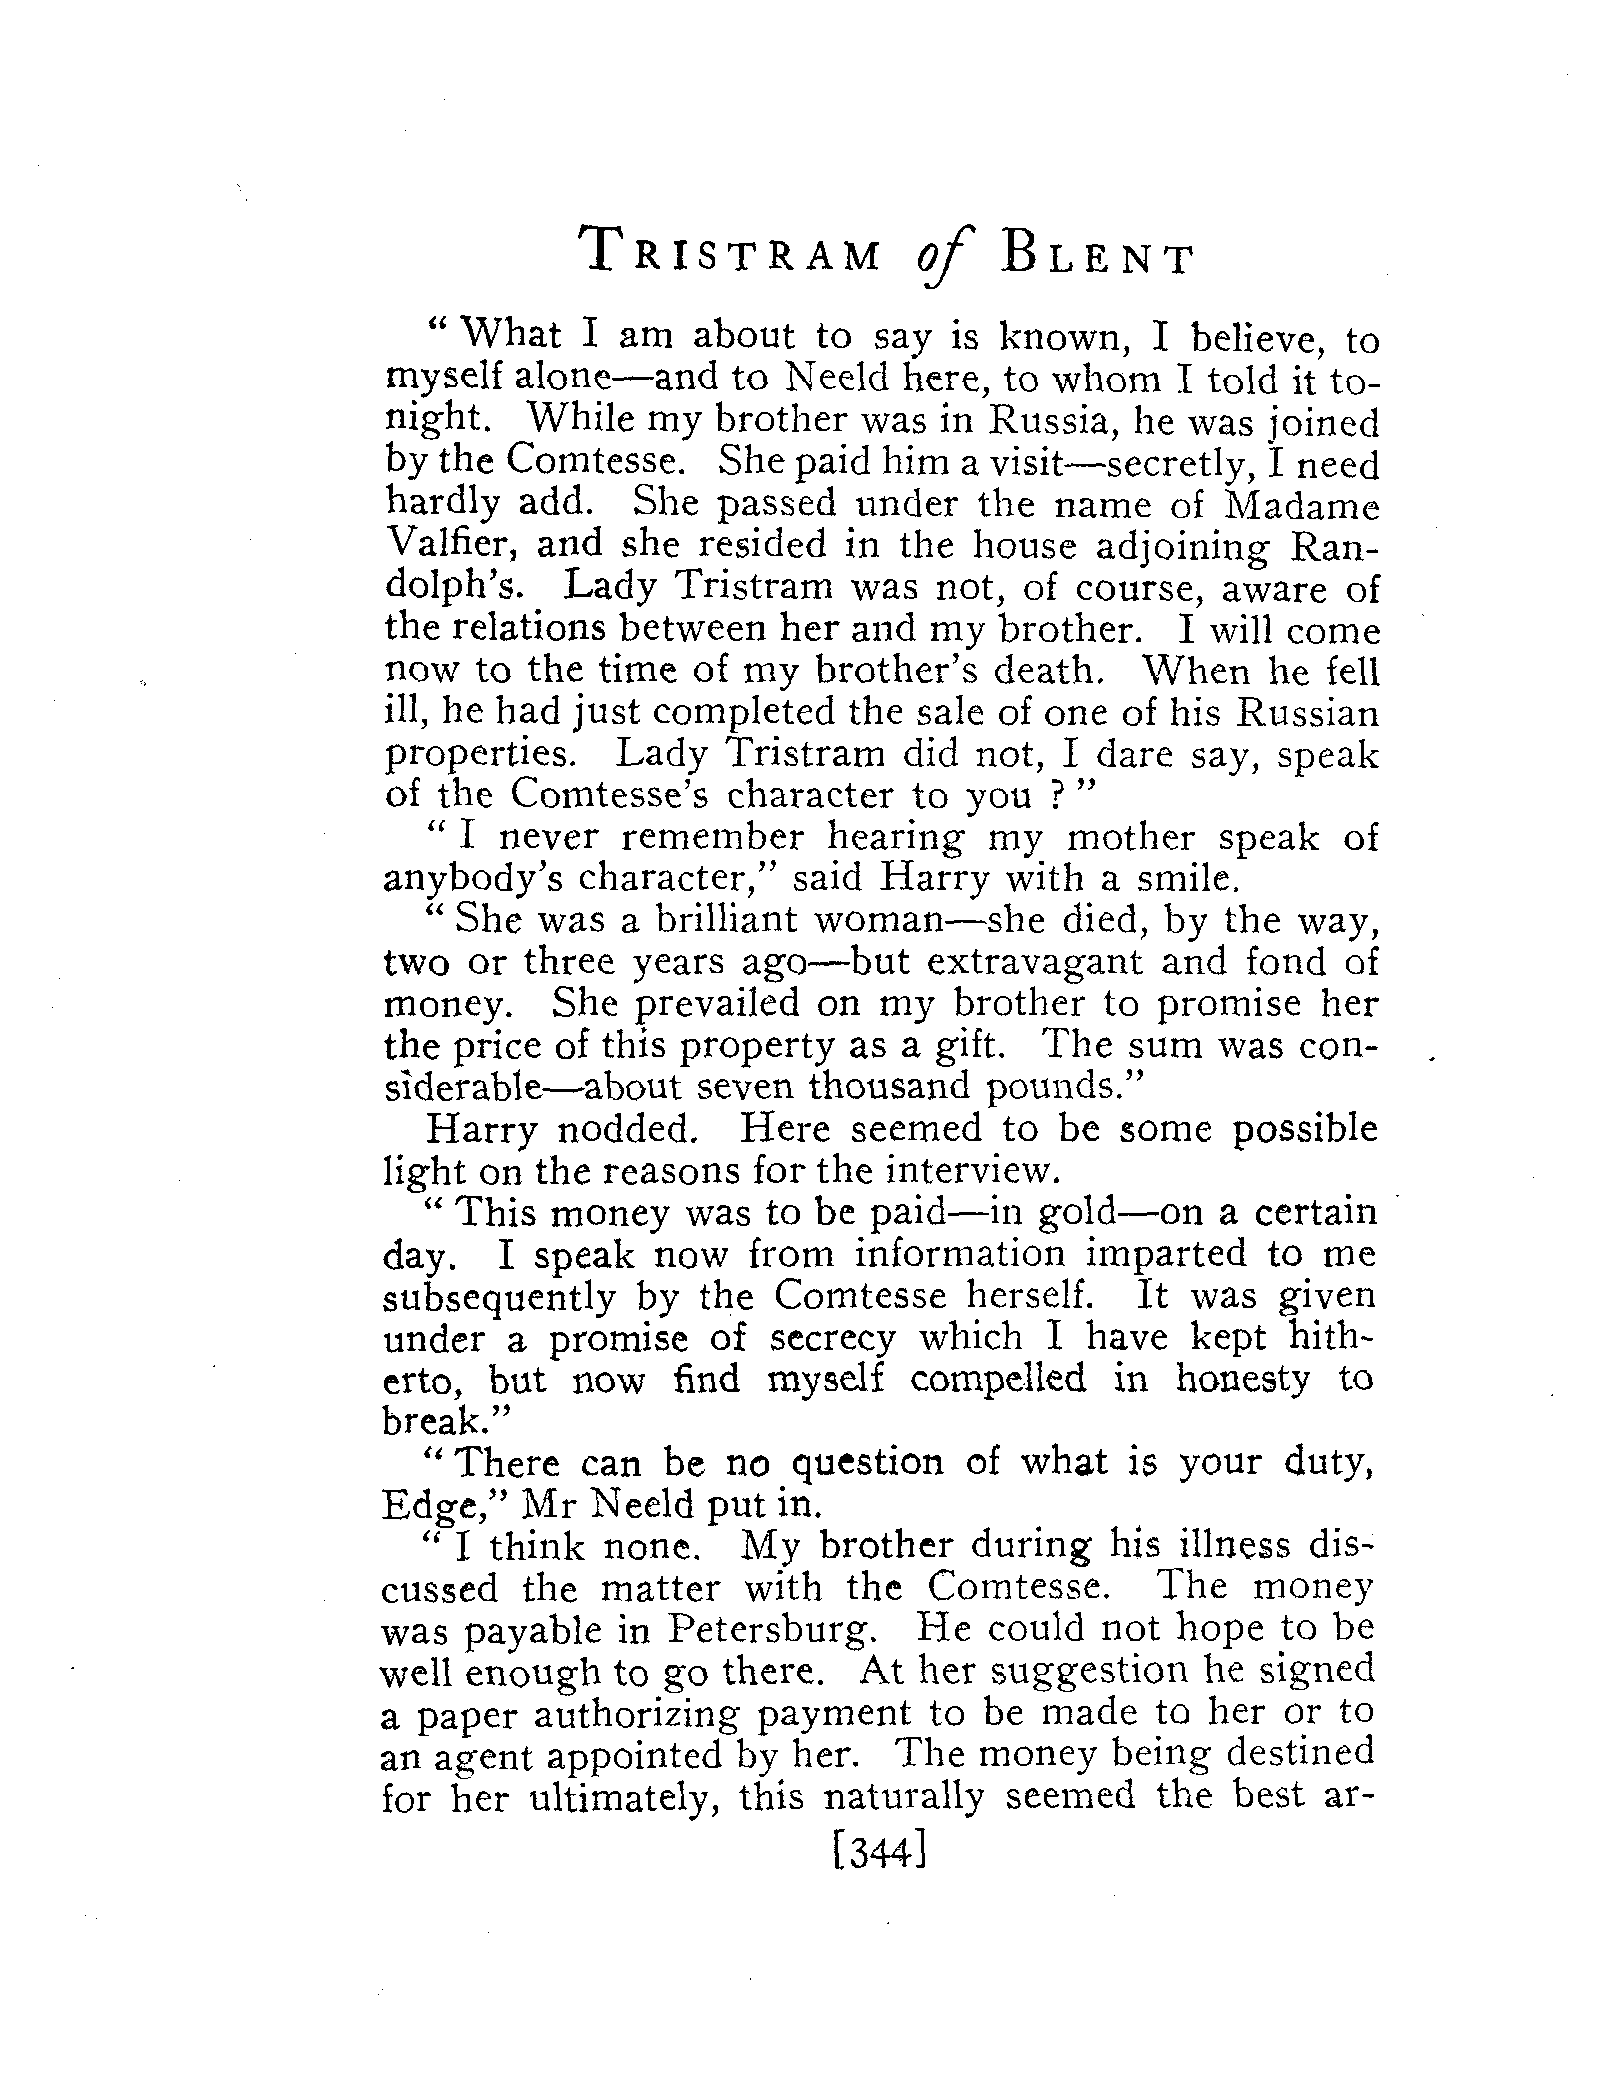 TRISTRAM of BLENT
“ What I am about to say is known, I believe, to
myself alone—and to Neeld here, to whom I told it to-
night. While my brother was in Russia, he was joined
by the Comtesse. She paid him a visit—secretly, I need
hardly add. She passed under the name of Madame
Valfier, and she resided in the house adjoining Ran-
dolph’s. Lady Tristram was not, of course, aware of
the relations between her and my brother. I will come
now to the time of my brother’s death. When he fell
ill, he had just completed the sale of one of his Russian
properties. Lady Tristram did not, I dare say, speak
of the Comtesse’s character to you ? ”
“ I never remember hearing my mother speak of
anybody’s character,” said Harry with a smile.
“ She was a brilliant woman—she died, by the way,
two or three years ago—but extravagant and fond of
money. She prevailed on my brother to promise her
the price of this property as a gift. The sum was con-
siderable—about seven thousand pounds.”
Harry nodded. Here seemed to be some possible
light on the reasons for the interview.
“ This money was to be paid—in gold—on a certain
day. I speak now from information imparted to me
subsequently by the Comtesse herself. It was given
under a promise of secrecy which I have kept hith-
erto, but now find myself compelled in honesty to
break.”
“ There can be no question of what is your duty,
Edge,” Mr Neeld put in.
“ I think none. My brother during his illness dis-
cussed the matter with the Comtesse. The money
was payable in Petersburg. He could not hope to be
well enough to go there. At her suggestion he signed
a paper authorizing payment to be made to her or to
an agent appointed by her. The money being destined
for her ultimately, this naturally seemed the best ar-
[344]